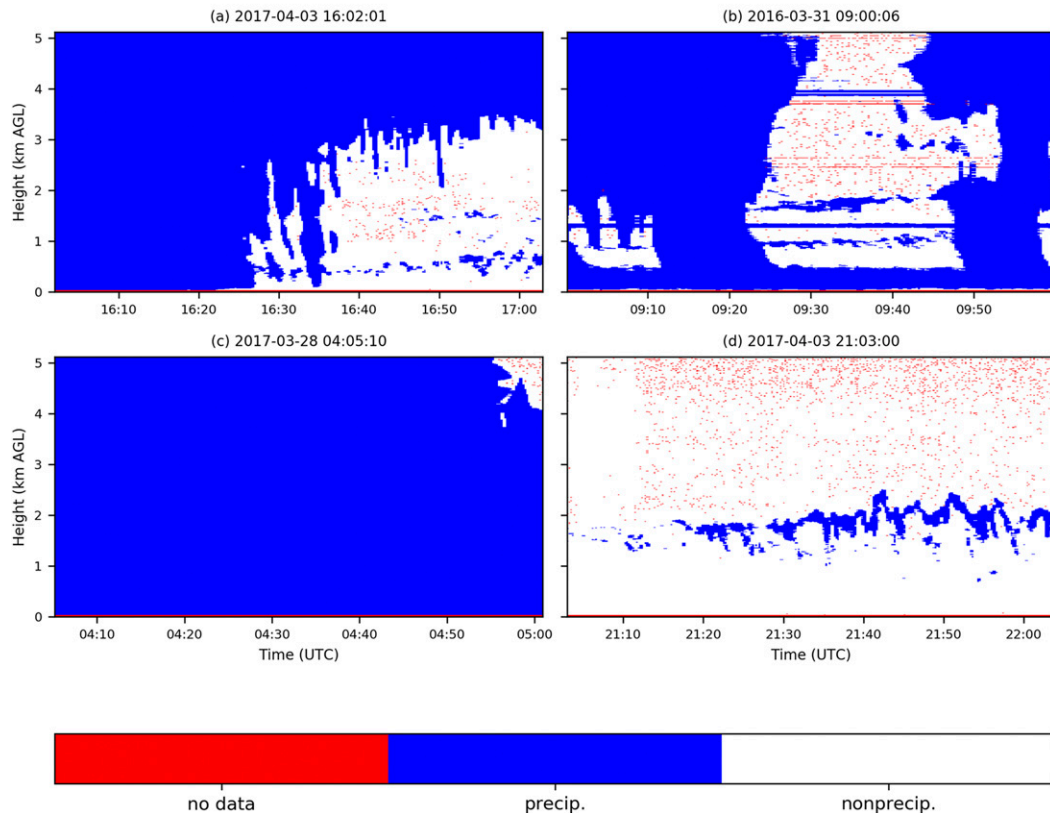 (a) 2017-04-03 16:02:01
(b) 2016-03-31 09:00:06
Height (km AGL)
5
4
3
2
1
0
16:10 16:20 16:30 16:40 16:50 17:00
09:10 09:20 09:30 09:40 09:50
(c) 2017-03-28 04:05:10
(d) 2017-04-03 21:03:00
Height (km AGL)
5
4
3
2
1
0
04:10 04:20 04:30 04:40 04:50 05:00
21:10 21:20 21:30 21:40 21:50 22:00
Time (UTC)
Time (UTC)
no data precip. nonprecip.